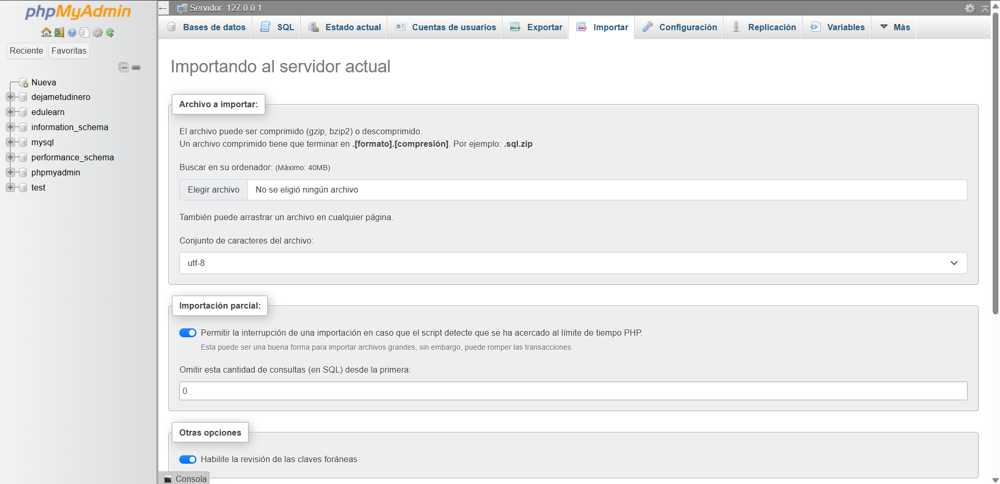 phpMyAdmin
Reciente Favoritas
Nueva
dejametudinero
edulearn
information_schema
mysql
performance_schema
phpmyadmin
test
Servidor: 127.0.0.1
Bases de datos SQL Estado actual Cuentas de usuarios Exportar Importar Configuración Replicación Variables Más
Importando al servidor actual
Archivo a importar:
El archivo puede ser comprimido (gzip, bzip2) o descomprimido.
Un archivo comprimido tiene que terminar en .[formato].[compresión]. Por ejemplo: .sql.zip
Buscar en su ordenador: (Máximo: 40MB)
Elegir archivo No se eligió ningún archivo
También puede arrastrar un archivo en cualquier página.
Conjunto de caracteres del archivo:
utf-8
Importación parcial:
Permitir la interrupción de una importación en caso que el script detecte que se ha acercado al límite de tiempo PHP.
Esta puede ser una buena forma para importar archivos grandes, sin embargo, puede romper las transacciones.
Omitir esta cantidad de consultas (en SQL) desde la primera:
0
Otras opciones
Habilite la revisión de las claves foráneas
Consola